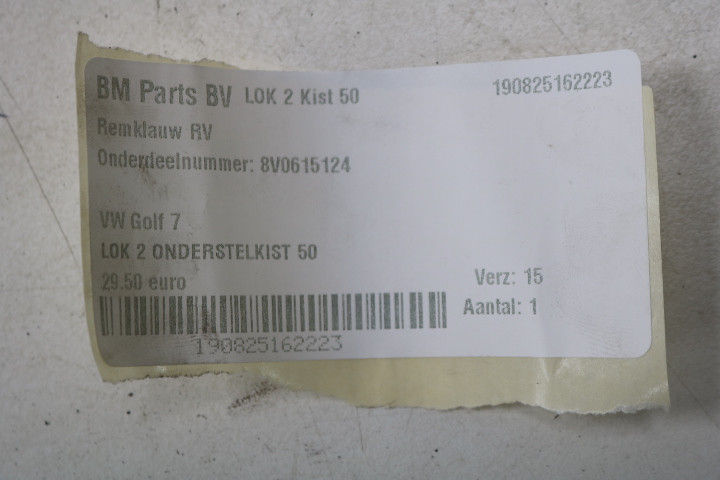 BM Parts BV LOK 2 Kist 50 190825162223
Remklauw RV
Onderdeelnummer: 8V0615124
VW Golf 7
LOK 2 ONDERSTELKIST 50
29.50 euro Verz: 15
Aantal: 1
190825162223